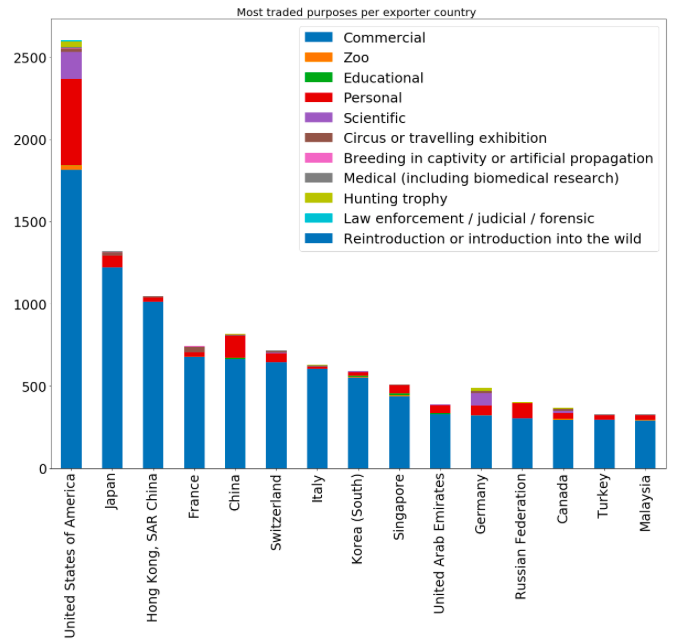 Most traded purposes per exporter country
Commercial
Zoo
Educational
Personal
Scientific
Circus or travelling exhibition
Breeding in captivity or artificial propagation
Medical (including biomedical research)
Hunting trophy
Law enforcement / judicial / forensic
Reintroduction or introduction into the wild
2500
2000
1500
1000
500
0
United States of America
Japan
Hong Kong, SAR China
France
China
Switzerland
Italy
Korea (South)
Singapore
United Arab Emirates
Germany
Russian Federation
Canada
Turkey
Malaysia